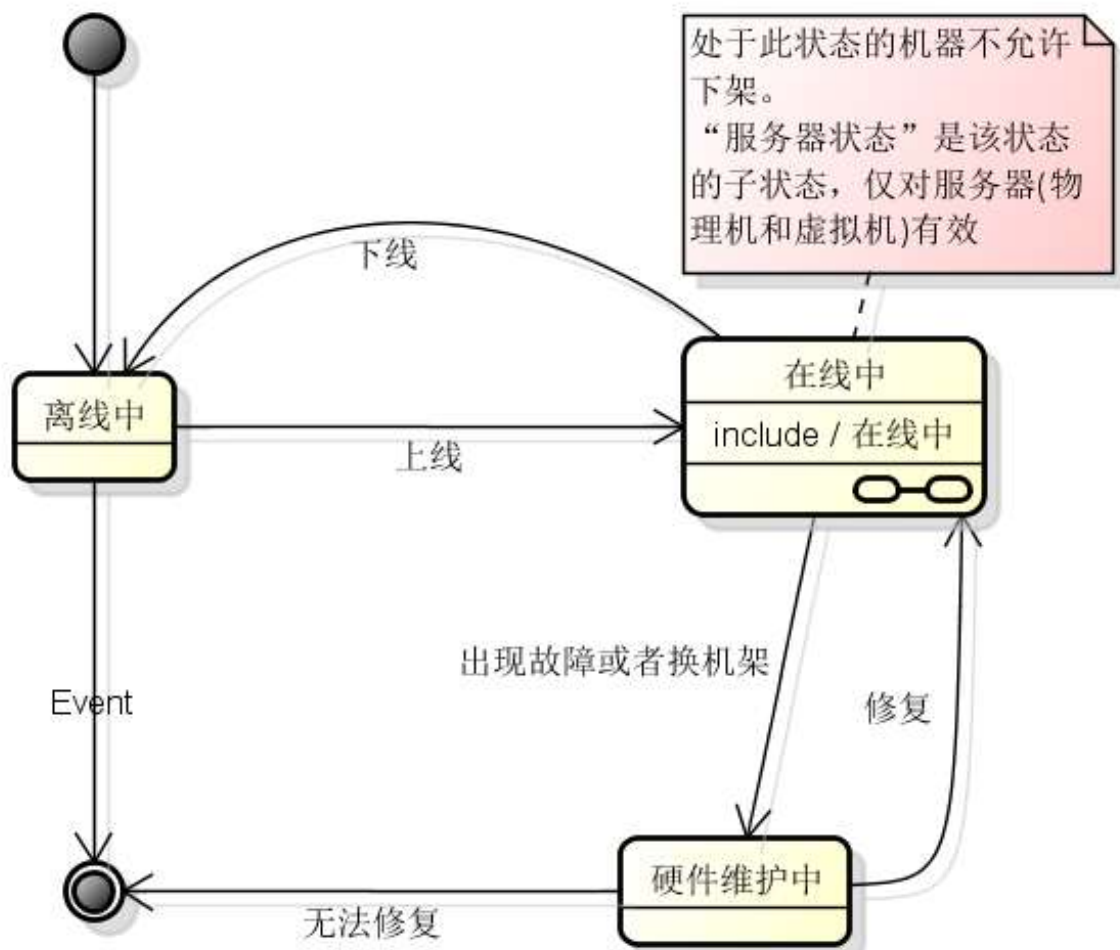 处于此状态的机器不允许
下架。
“服务器状态”是该状态
的子状态，仅对服务器(物
理机和虚拟机)有效
下线
离线中
上线
在线中
include / 在线中
出现故障或者换机架
修复
Event
硬件维护中
无法修复